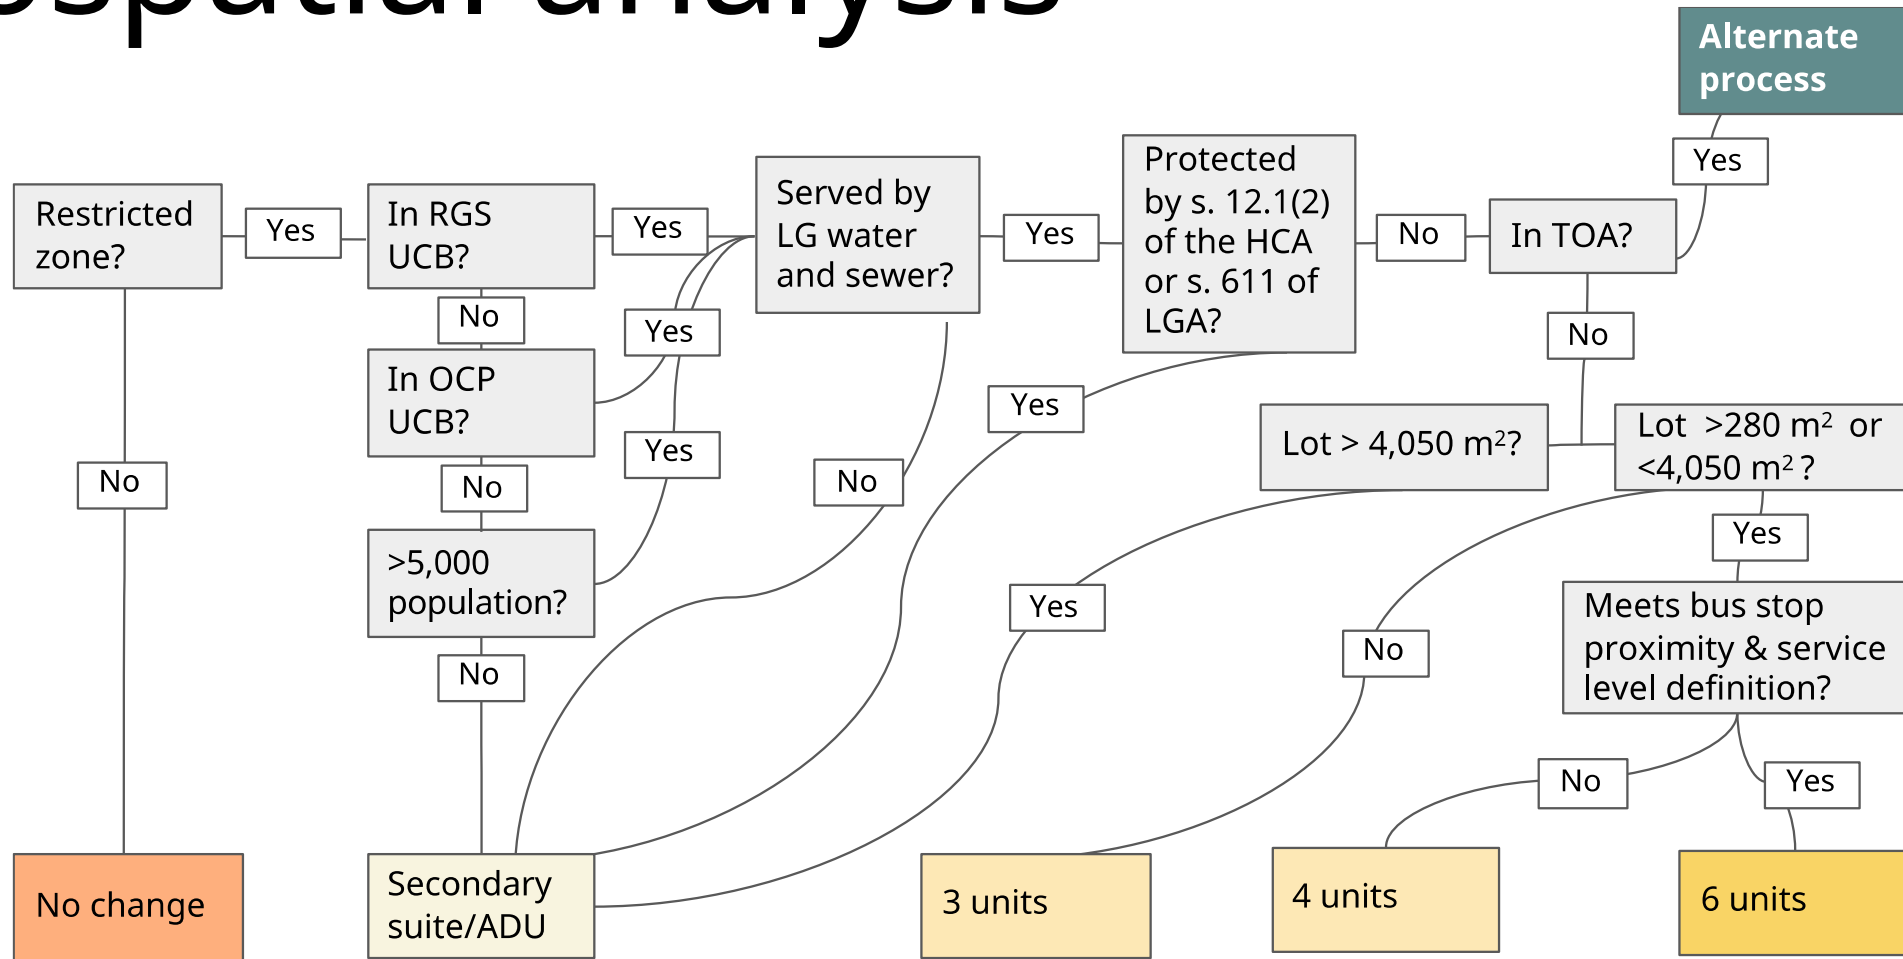 ospatial analysis
Alternate
process
Yes
Restricted
zone?
Yes
In RGS
UCB?
Yes
Served by
LG water
and sewer?
Yes
Protected
by s. 12.1(2)
of the HCA
or s. 611 of
LGA?
No
In TOA?
No
Yes
No
In OCP
UCB?
Yes
Yes
Lot > 4,050 m²?
Lot >280 m² or
<4,050 m² ?
No
No
No
Yes
>5,000
population?
Yes
No
Meets bus stop
proximity & service
level definition?
No
No
Yes
No change
Secondary
suite/ADU
3 units
4 units
6 units